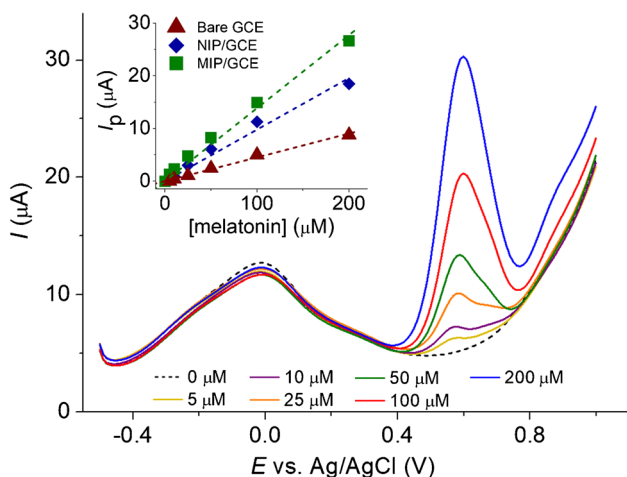 30
20
10
0
I (μA)
30
20
10
0
Ip (μA)
Bare GCE
NIP/GCE
MIP/GCE
0 100 200
[melatonin] (μM)
0 μM 10 μM 50 μM 200 μM
5 μM 25 μM 100 μM
-0.4 0.0 0.4 0.8
E vs. Ag/AgCl (V)